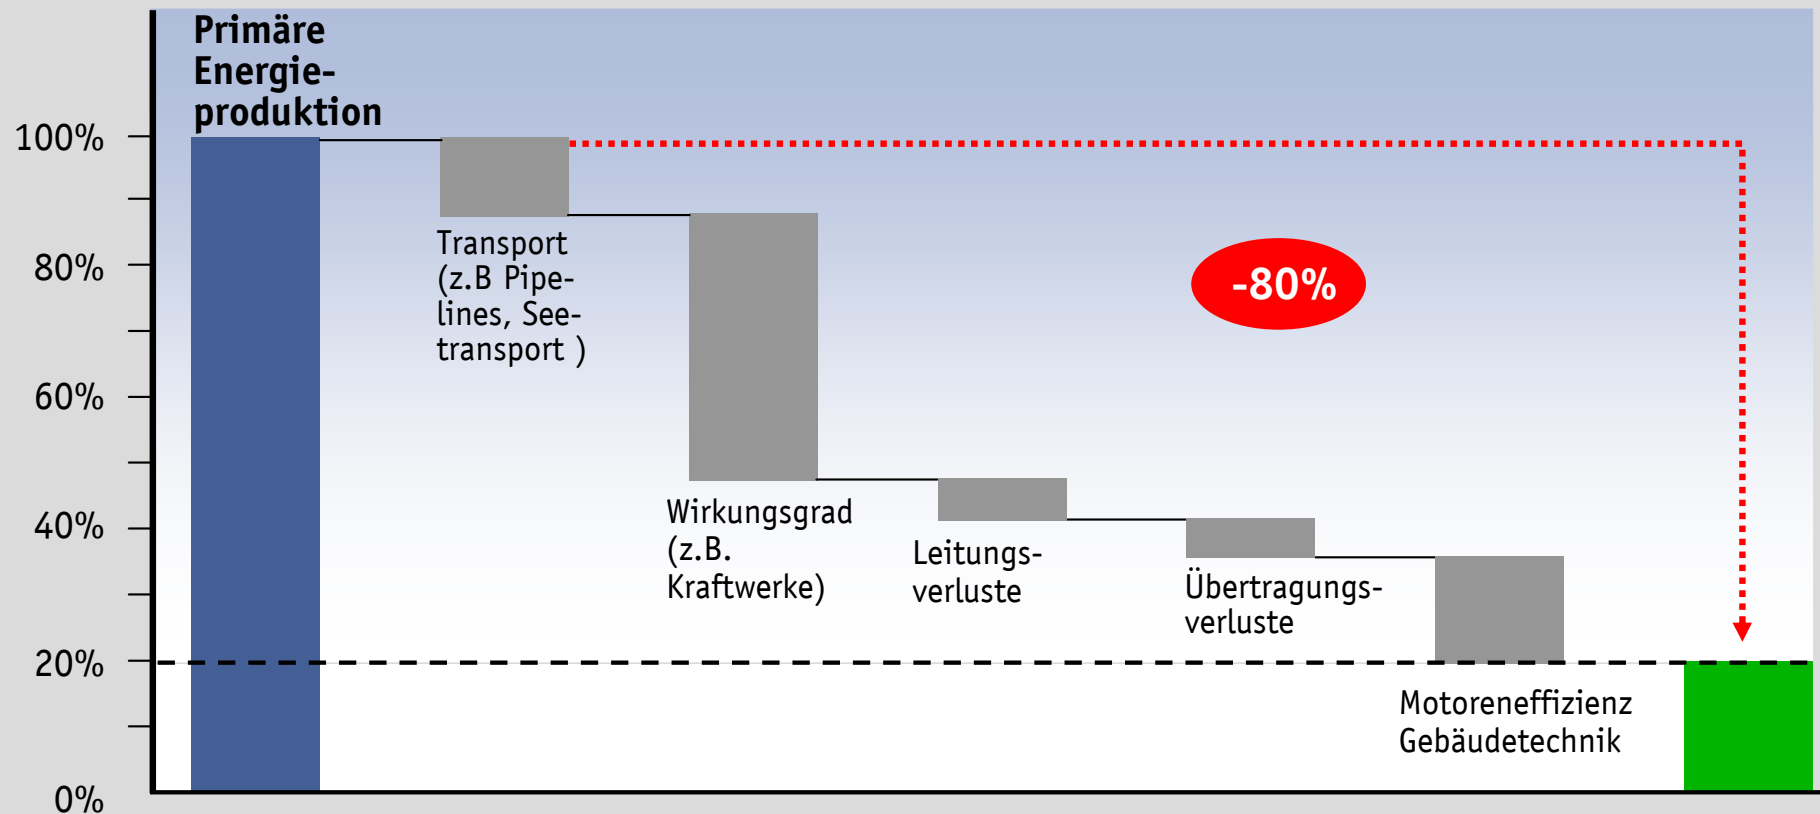 Primäre
Energie-
produktion
100%
80%
60%
40%
20%
0%
Transport
(z.B Pipe-
lines, See-
transport )
-80%
Wirkungsgrad
(z.B.
Kraftwerke)
Leitungs-
verluste
Übertragungs-
verluste
Motoreneffizienz
Gebäudetechnik